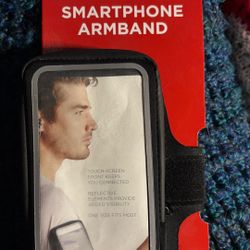 SMARTPHONE
ARMBAND
TOUCH-SCREEN
FRONT KEEPS
YOU CONNECTED
REFLECTIVE
ELEMENTS PROVIDE
ADDED VISIBILITY
ONE SIZE FITS MOST